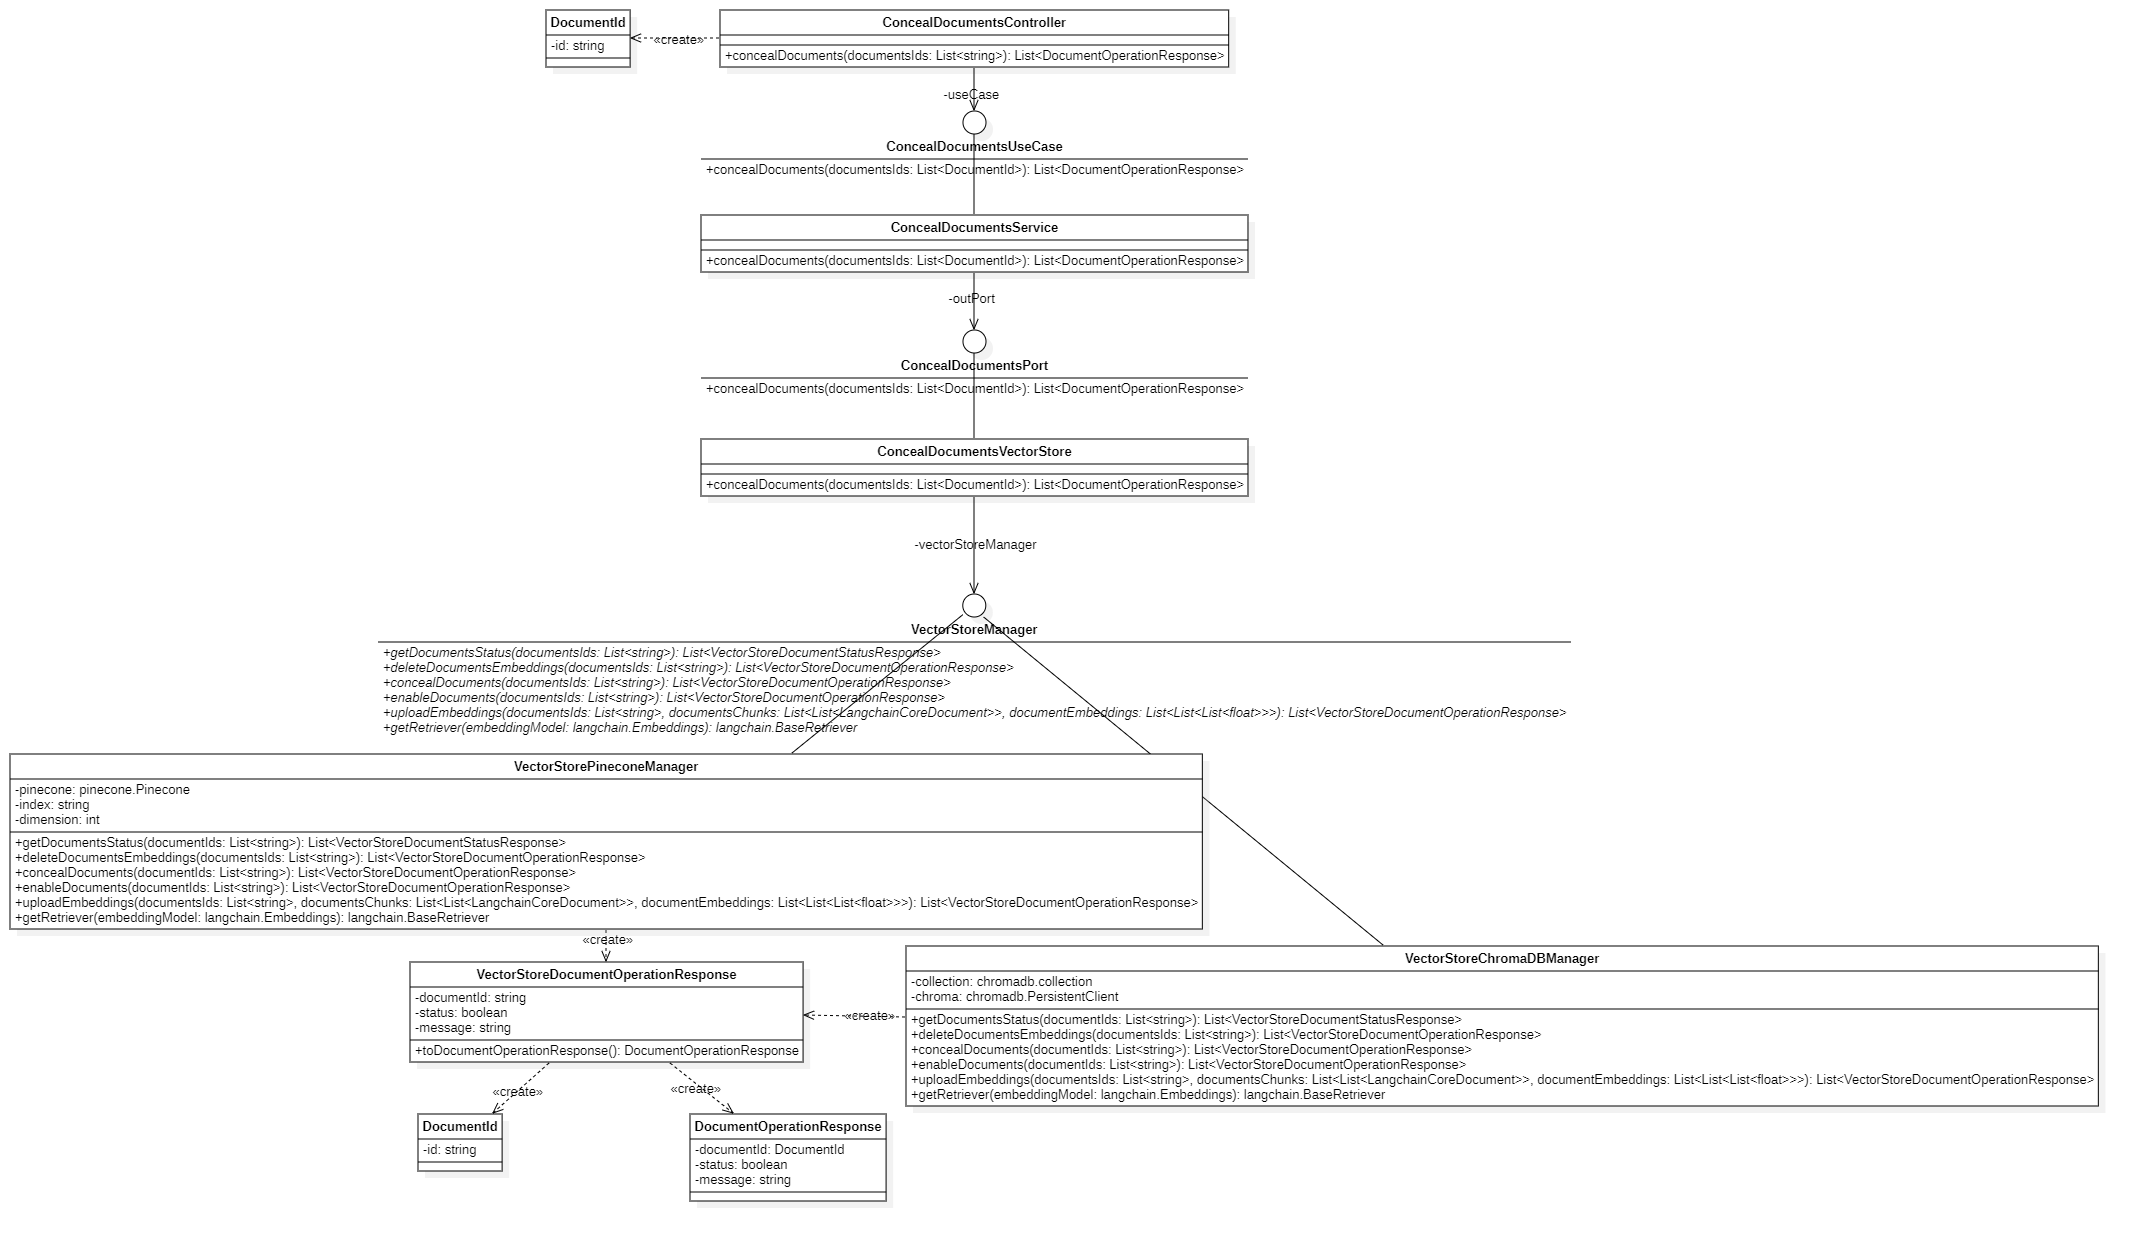 DocumentId
-id: string
«create»
ConcealDocumentsController
+concealDocuments(documentsIds: List<string>): List<DocumentOperationResponse>
-useCase
ConcealDocumentsUseCase
+concealDocuments(documentsIds: List<DocumentId>): List<DocumentOperationResponse>
ConcealDocumentsService
+concealDocuments(documentsIds: List<DocumentId>): List<DocumentOperationResponse>
-outPort
ConcealDocumentsPort
+concealDocuments(documentsIds: List<DocumentId>): List<DocumentOperationResponse>
ConcealDocumentsVectorStore
+concealDocuments(documentsIds: List<DocumentId>): List<DocumentOperationResponse>
-vectorStoreManager
VectorStoreManager
+getDocumentsStatus(documentsIds: List<string>): List<VectorStoreDocumentStatusResponse>
+deleteDocumentsEmbeddings(documentsIds: List<string>): List<VectorStoreDocumentOperationResponse>
+concealDocuments(documentsIds: List<string>): List<VectorStoreDocumentOperationResponse>
+enableDocuments(documentsIds: List<string>): List<VectorStoreDocumentOperationResponse>
+uploadEmbeddings(documentsIds: List<string>, documentsChunks: List<List<LangchainCoreDocument>>, documentEmbeddings: List<List<List<float>>>): List<VectorStoreDocumentOperationResponse>
+getRetriever(embeddingModel: langchain.Embeddings): langchain.BaseRetriever
VectorStorePineconeManager
-pinecone: pinecone.Pinecone
-index: string
-dimension: int
+getDocumentsStatus(documentIds: List<string>): List<VectorStoreDocumentStatusResponse>
+deleteDocumentsEmbeddings(documentsIds: List<string>): List<VectorStoreDocumentOperationResponse>
+concealDocuments(documentIds: List<string>): List<VectorStoreDocumentOperationResponse>
+enableDocuments(documentIds: List<string>): List<VectorStoreDocumentOperationResponse>
+uploadEmbeddings(documentsIds: List<string>, documentsChunks: List<List<LangchainCoreDocument>>, documentEmbeddings: List<List<List<float>>>): List<VectorStoreDocumentOperationResponse>
+getRetriever(embeddingModel: langchain.Embeddings): langchain.BaseRetriever
«create»
VectorStoreDocumentOperationResponse
-documentId: string
-status: boolean
-message: string
+toDocumentOperationResponse(): DocumentOperationResponse
«create»
VectorStoreChromaDBManager
-collection: chromadb.collection
-chroma: chromadb.PersistentClient
+getDocumentsStatus(documentIds: List<string>): List<VectorStoreDocumentStatusResponse>
+deleteDocumentsEmbeddings(documentsIds: List<string>): List<VectorStoreDocumentOperationResponse>
+concealDocuments(documentIds: List<string>): List<VectorStoreDocumentOperationResponse>
+enableDocuments(documentIds: List<string>): List<VectorStoreDocumentOperationResponse>
+uploadEmbeddings(documentsIds: List<string>, documentsChunks: List<List<LangchainCoreDocument>>, documentEmbeddings: List<List<List<float>>>): List<VectorStoreDocumentOperationResponse>
+getRetriever(embeddingModel: langchain.Embeddings): langchain.BaseRetriever
«create»
«create»
DocumentId
-id: string
DocumentOperationResponse
-documentId: DocumentId
-status: boolean
-message: string